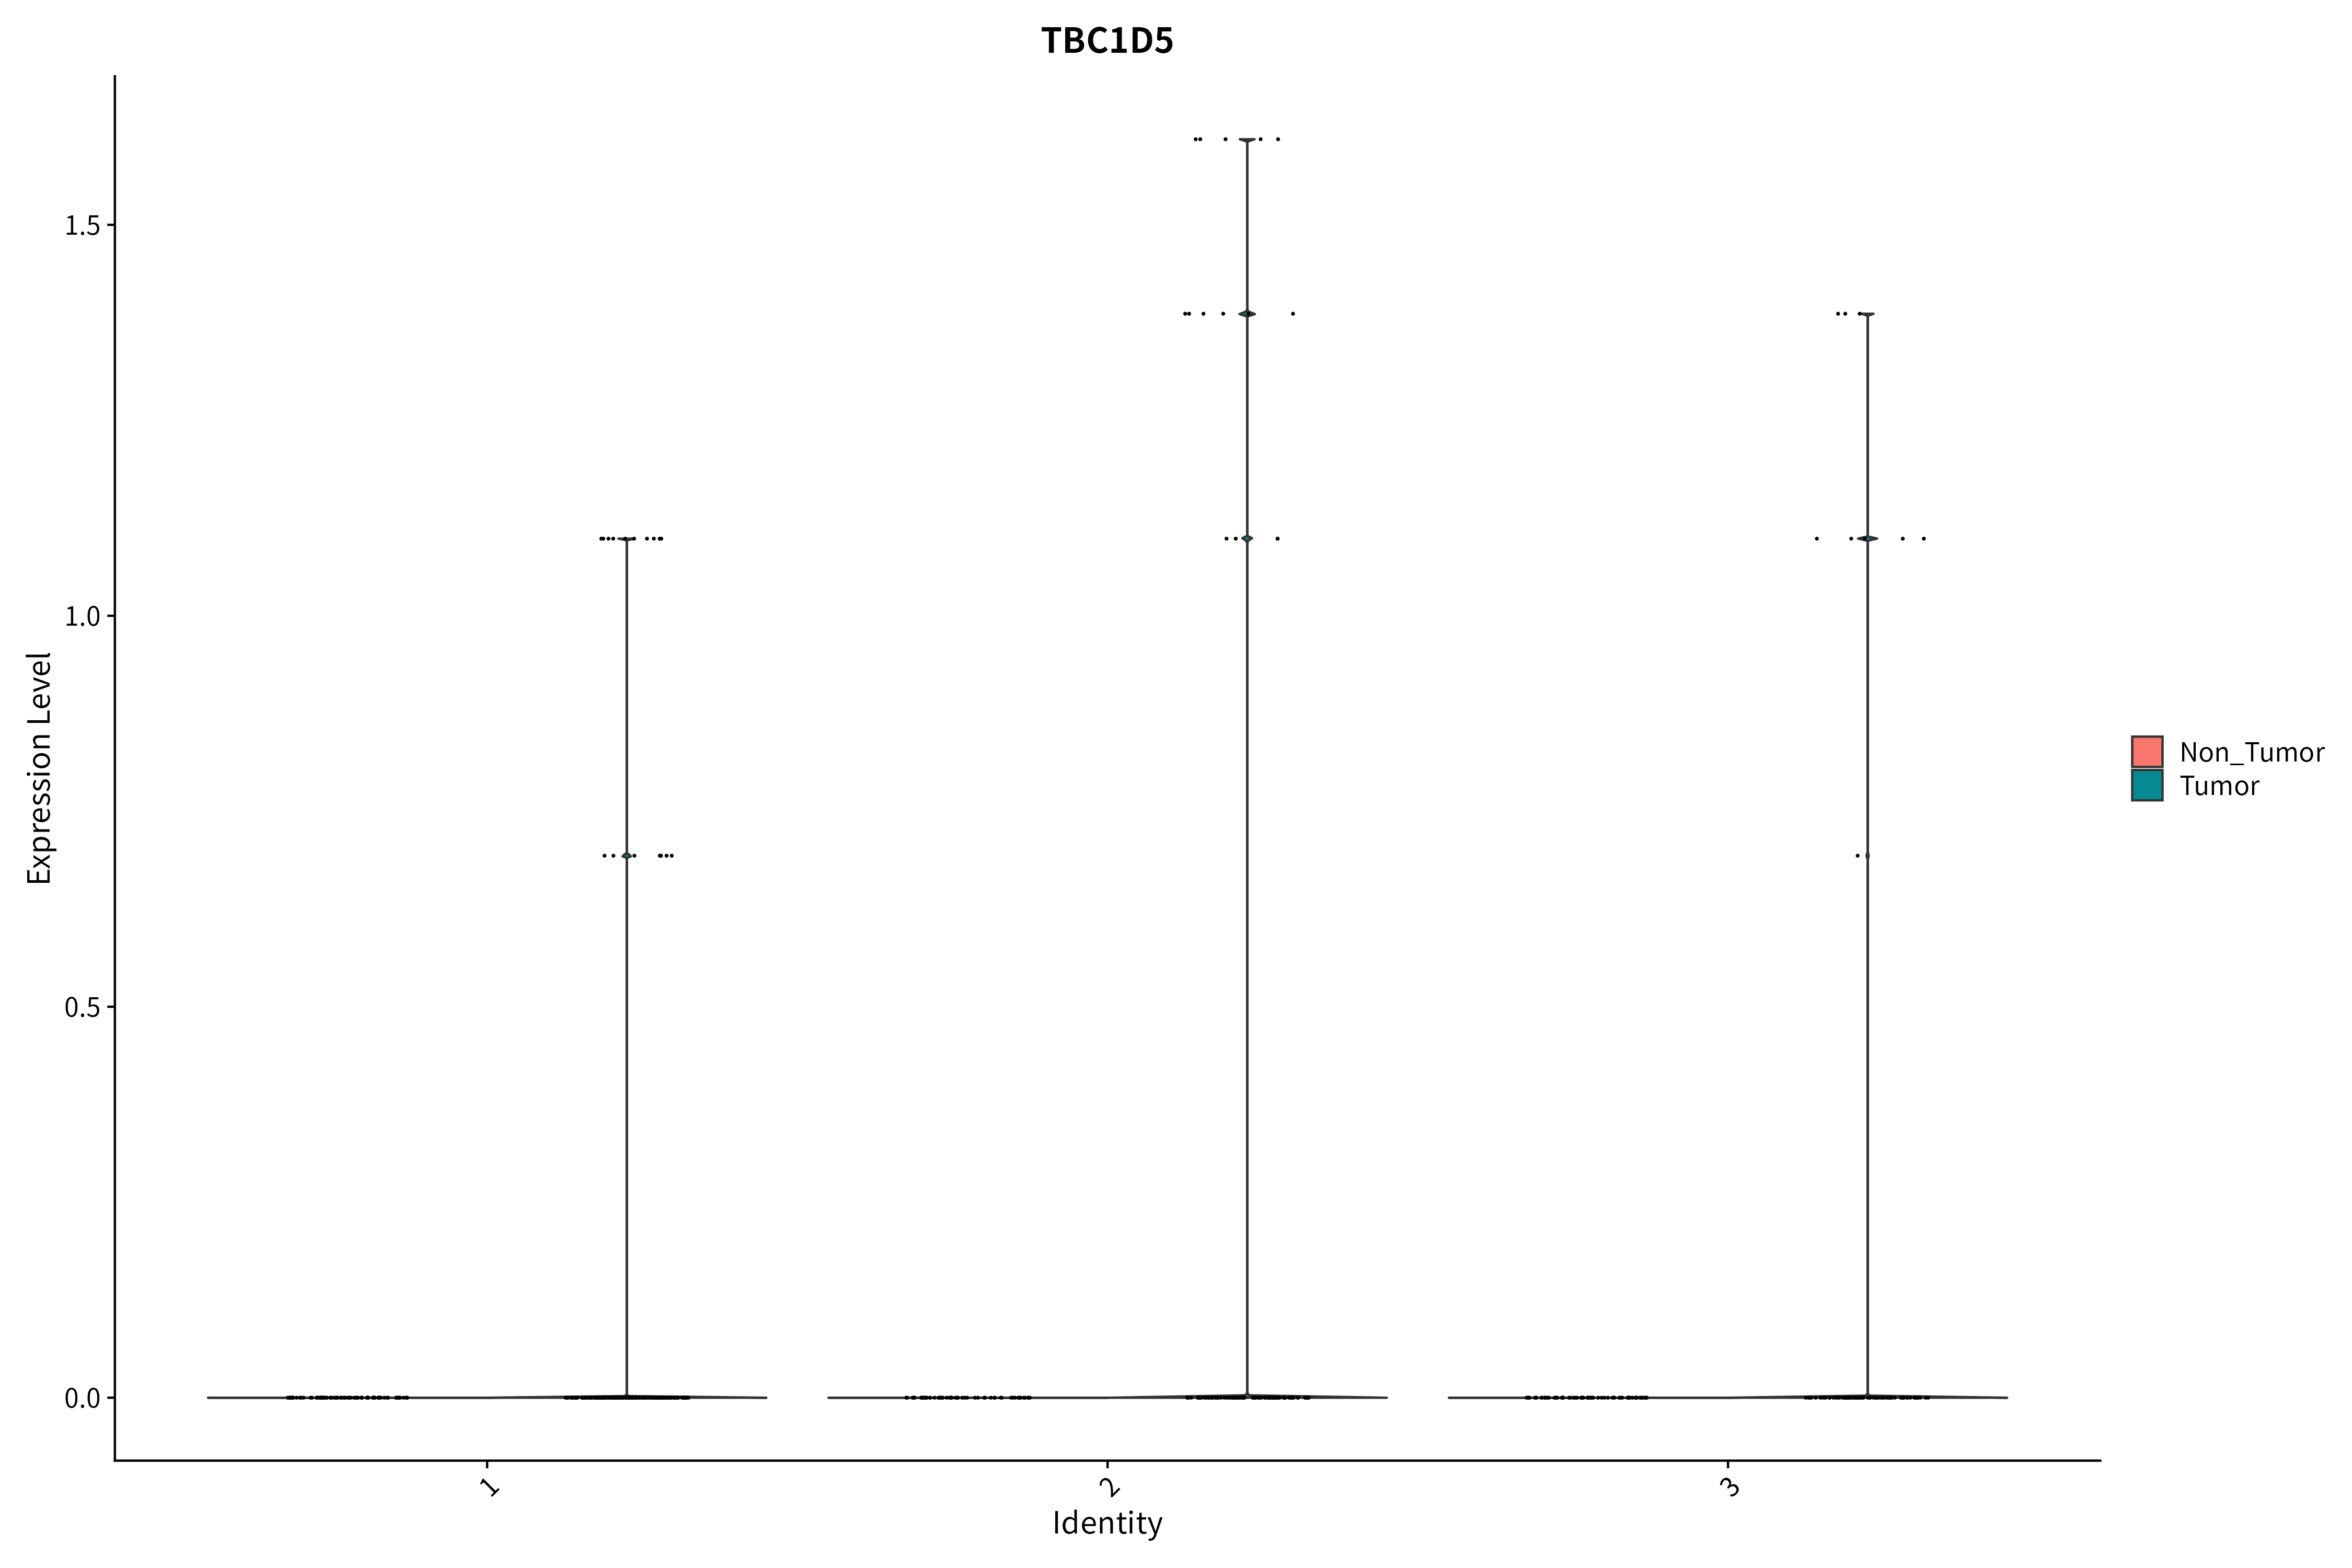 TBC1D5
Expression Level
1.5
1.0
0.5
0.0
1
2
3
Identity
Non_Tumor
Tumor